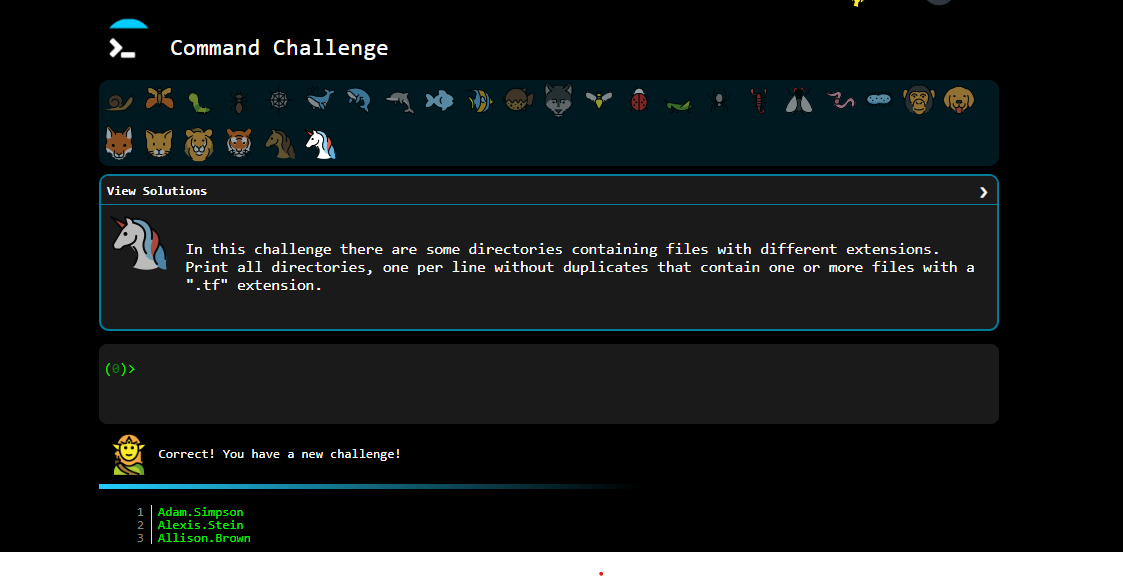 Command Challenge
View Solutions
In this challenge there are some directories containing files with different extensions.
Print all directories, one per line without duplicates that contain one or more files with a
".tf" extension.
(0)>
Correct! You have a new challenge!
1 Adam.Simpson
2 Alexis.Stein
3 Allison.Brown